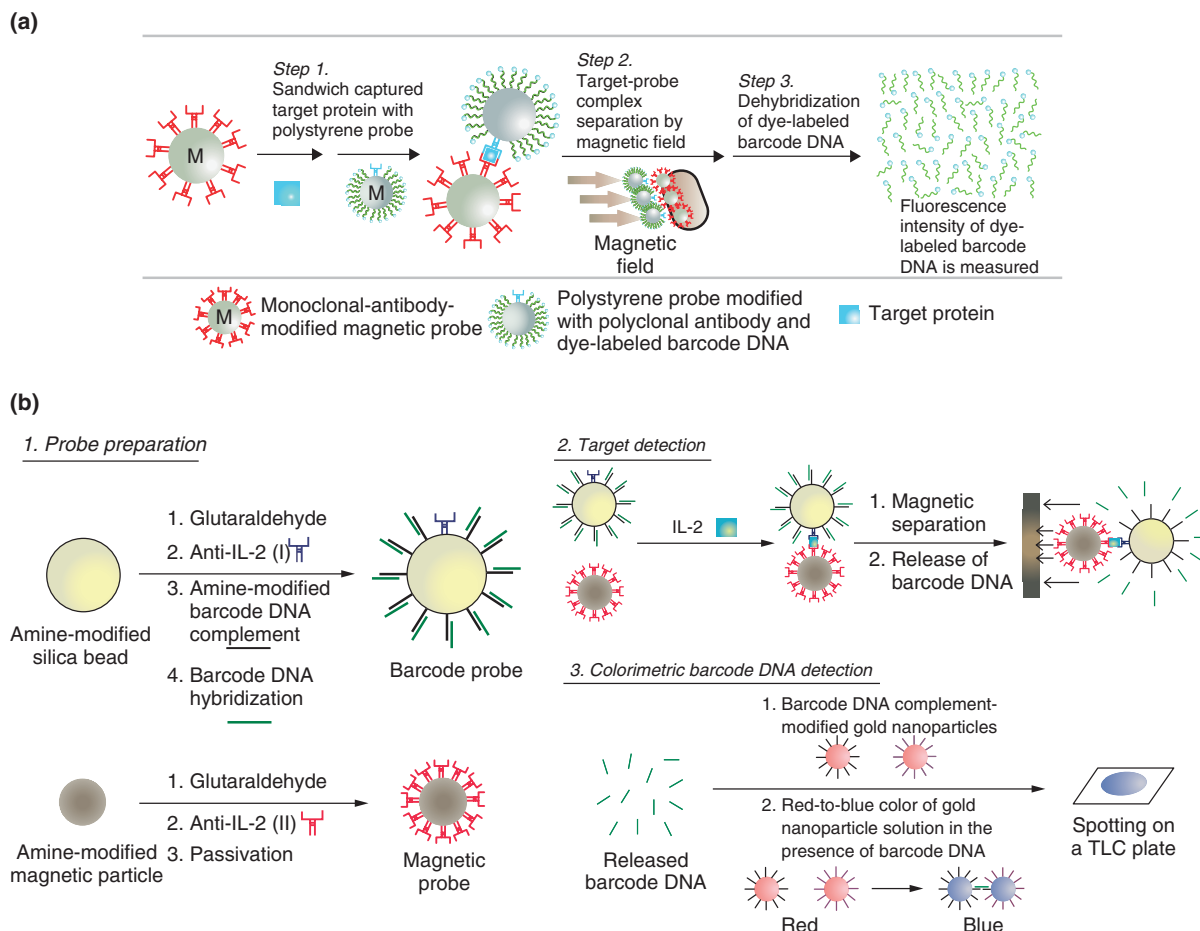 (a)
Step 1.
Sandwich captured
target protein with
polystyrene probe
Step 2.
Target-probe
complex
separation by
magnetic field
Step 3.
Dehybridization
of dye-labeled
barcode DNA
M
M
Magnetic
field
Fluorescence
intensity of dye-
labeled barcode
DNA is measured
M
Monoclonal-antibody-
modified magnetic probe
Polystyrene probe modified
with polyclonal antibody and
dye-labeled barcode DNA
Target protein
(b)
1. Probe preparation
Amine-modified
silica bead
1. Glutaraldehyde
2. Anti-IL-2 (I)
3. Amine-modified
barcode DNA
complement
4. Barcode DNA
hybridization
Barcode probe
Amine-modified
magnetic particle
1. Glutaraldehyde
2. Anti-IL-2 (II)
3. Passivation
Magnetic
probe
2. Target detection
IL-2
1. Magnetic
separation
2. Release of
barcode DNA
3. Colorimetric barcode DNA detection
Released
barcode DNA
1. Barcode DNA complement-
modified gold nanoparticles
2. Red-to-blue color of gold
nanoparticle solution in the
presence of barcode DNA
Red
Blue
Spotting on
a TLC plate